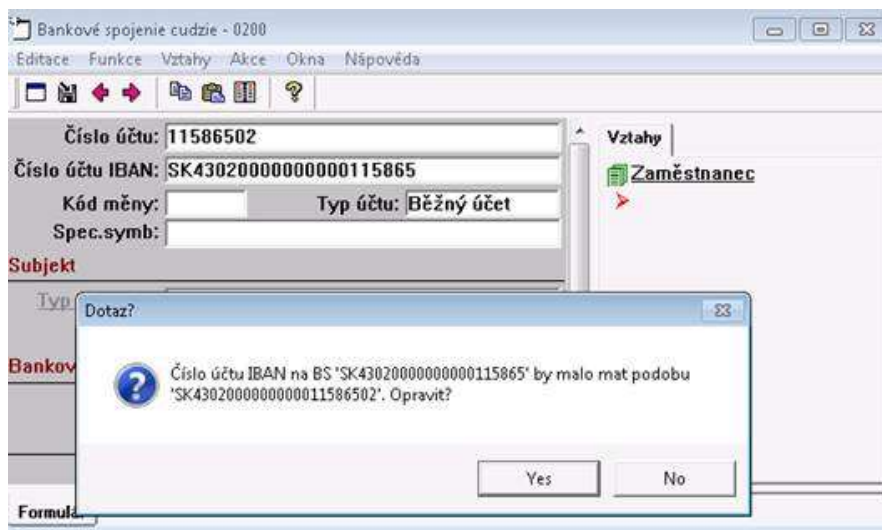 Bankové spojenie cudzie - 0200
Editace Funkce Vztahy Akce Okna Nápověda
Číslo účtu: 11586502
Číslo účtu IBAN: SK43020000000000115865
Kód měny: Typ účtu: Běžný účet
Spec.symb:
Subjekt
Typ
Bankov
Vztahy
Zaměstnanec
Dotaz?
Číslo účtu IBAN na BS 'SK43020000000000115865' by malo mat podobu
'SK4302000000000011586502'. Opravit?
Yes No
Formulá